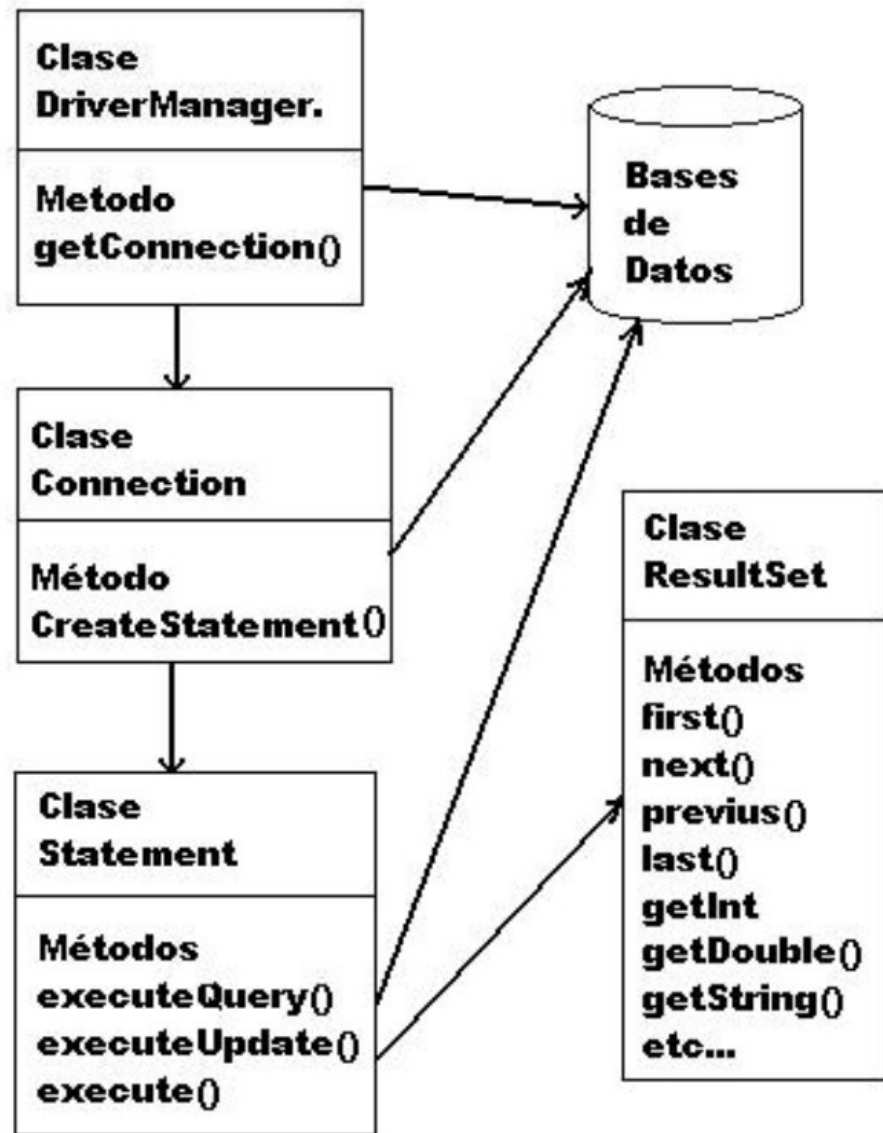 Clase
DriverManager.
Metodo
getConnection()
Bases
de
Datos
Clase
Connection
Método
CreateStatement()
Clase
Statement
Métodos
executeQuery()
executeUpdate()
execute()
Clase
ResultSet
Métodos
first()
next()
previus()
last()
getInt
getDouble()
getString()
etc...